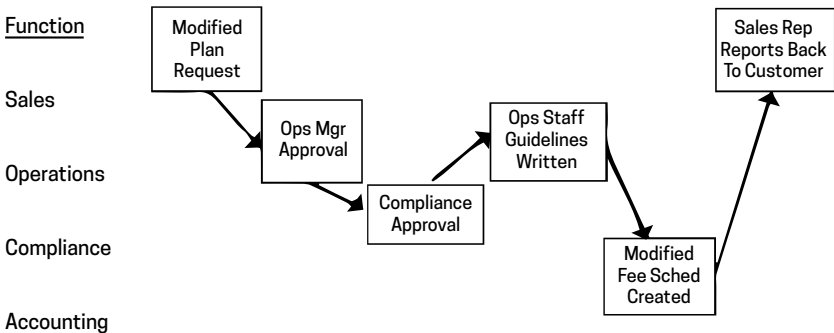 Function
Sales
Operations
Compliance
Accounting
Modified
Plan
Request
Ops Mgr
Approval
Compliance
Approval
Ops Staff
Guidelines
Written
Modified
Fee Sched
Created
Sales Rep
Reports Back
To Customer